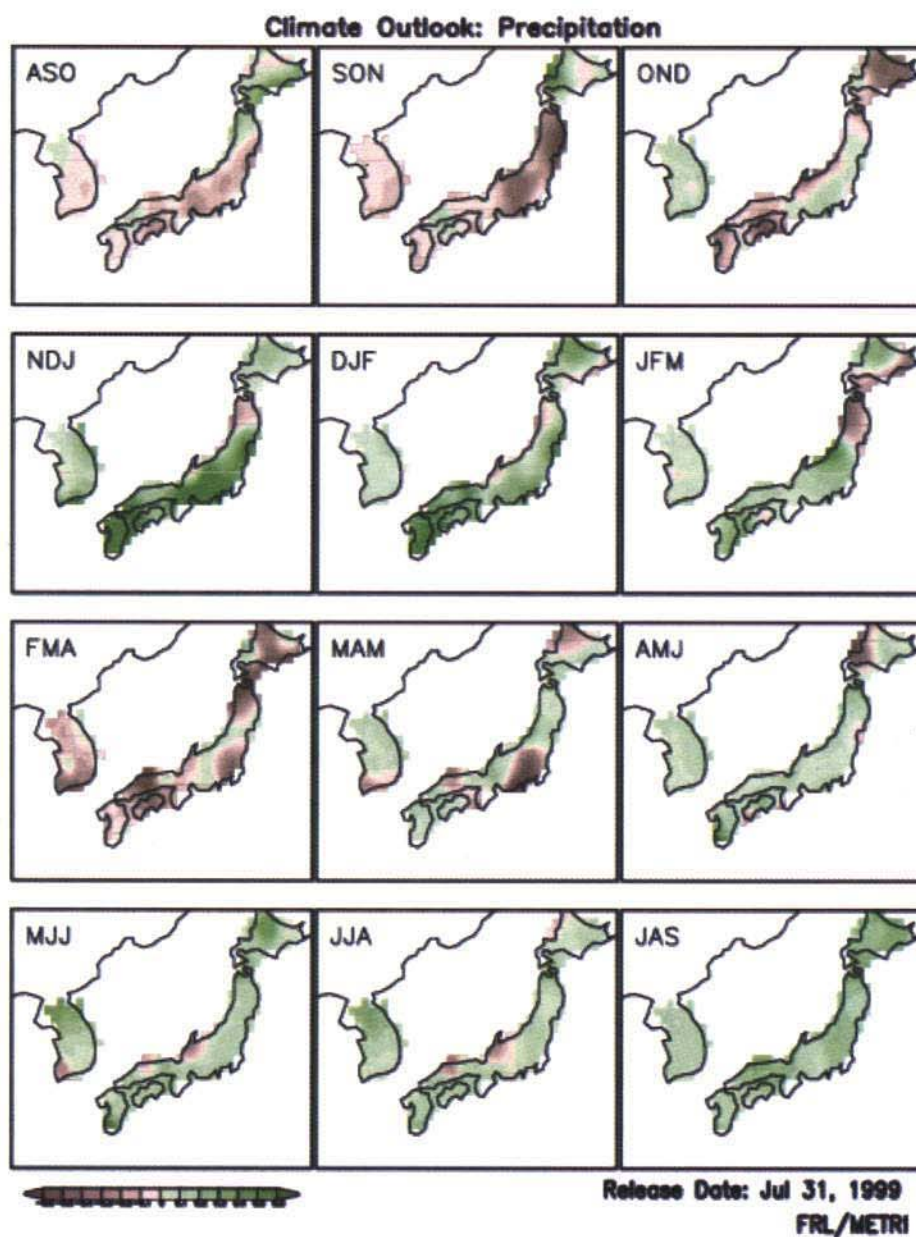 Climate Outlook: Precipitation
ASO SON OND
NDJ DJF JFM
FMA MAM AMJ
MJJ JJA JAS
Release Date: Jul 31, 1999
FRL/METRI